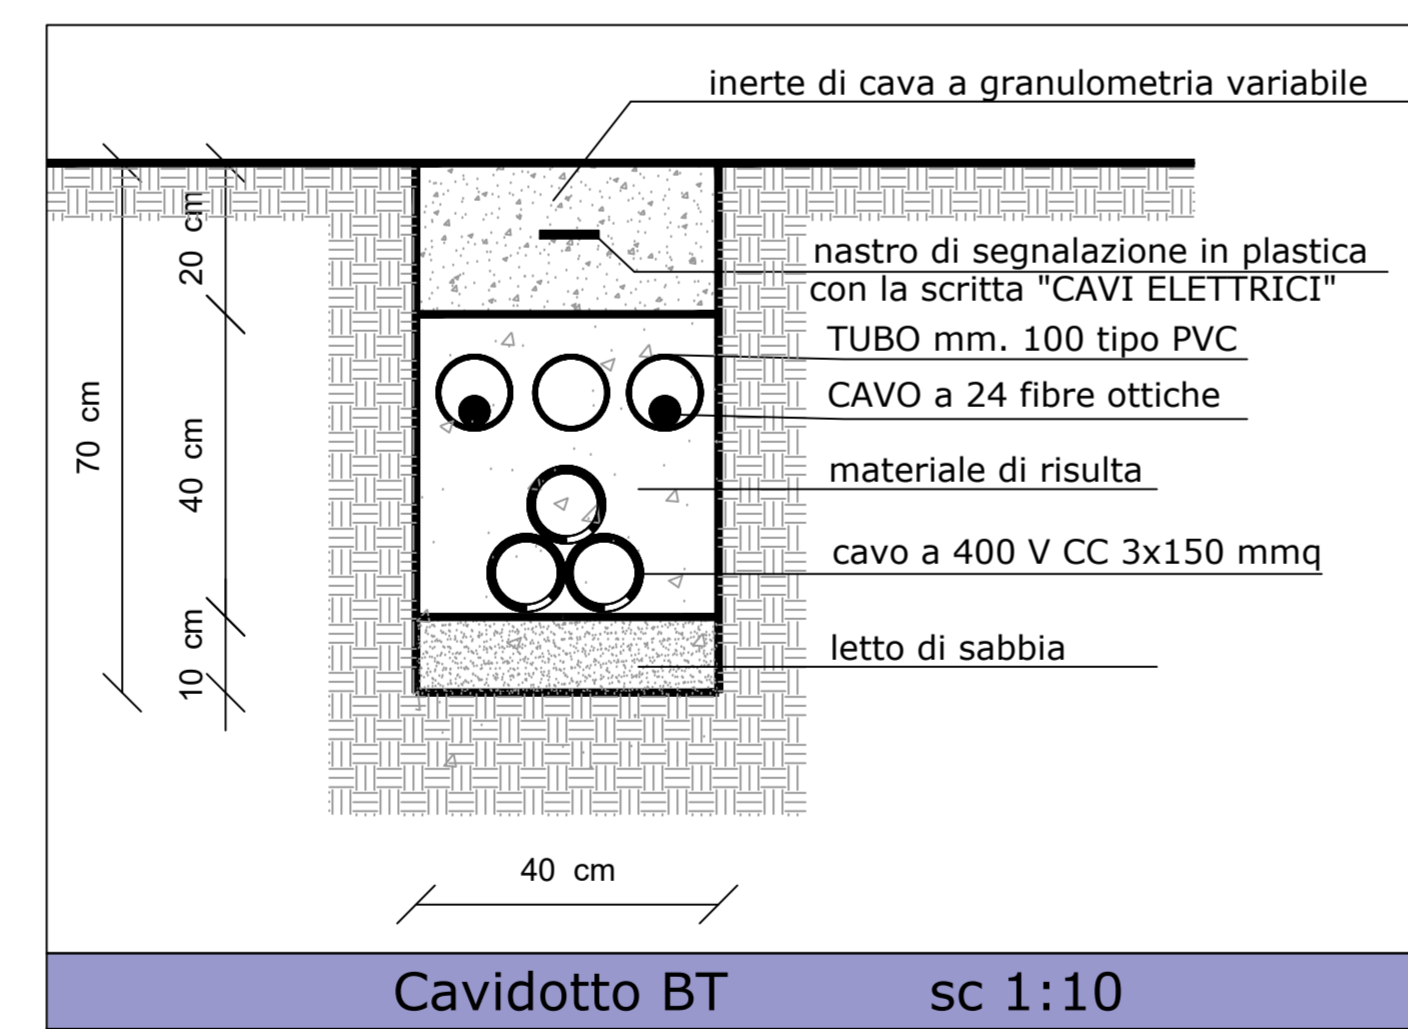 inerte di cava a granulometria variabile
20 cm
nastro di segnalazione in plastica
con la scritta "CAVI ELETTRICI"
TUBO mm. 100 tipo PVC
CAVO a 24 fibre ottiche
70 cm
40 cm
materiale di risulta
cavo a 400 V CC 3x150 mmq
10 cm
letto di sabbia
40 cm
Cavidotto BT sc 1:10